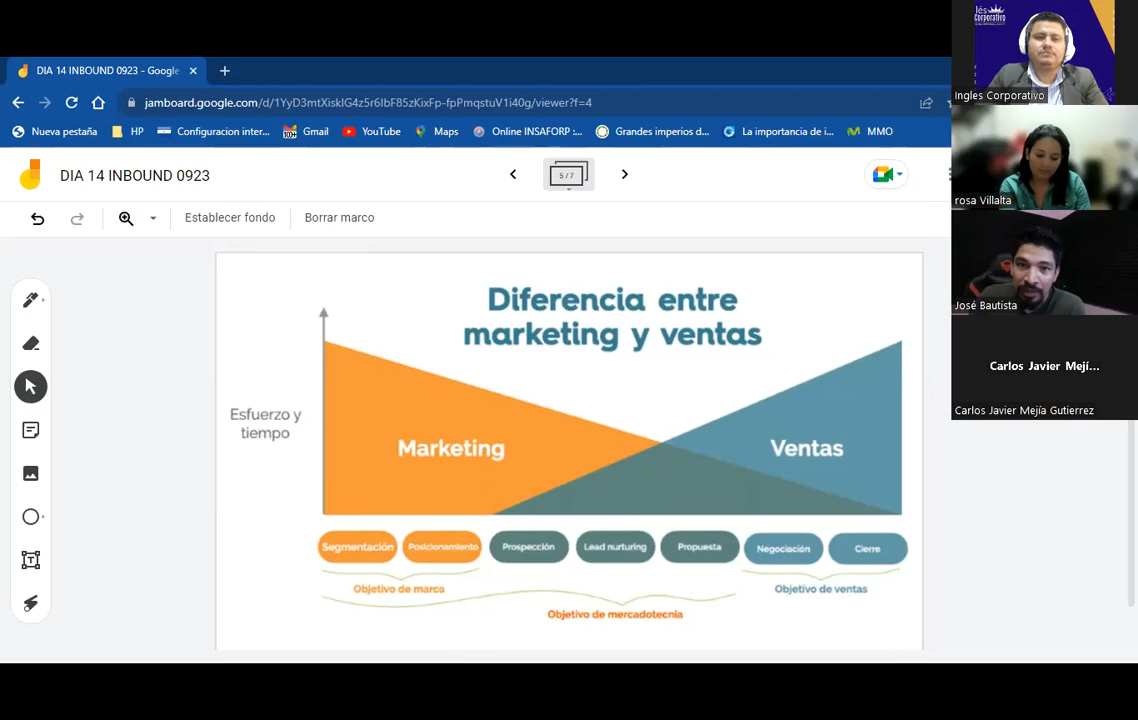 DIA 14 INBOUND 0923 - Google
jamboard.google.com/d/1YyD3mtXiskIG4z5r6IbF85zKixFp-fpPmqstuV1i40g/viewer?f=4
Nueva pestaña
HP
Configuracion inter...
Gmail
YouTube
Maps
Online INSAFORP :...
Grandes imperios d...
La importancia de i...
MMO
DIA 14 INBOUND 0923
5 / 7
Establecer fondo
Borrar marco
Diferencia entre
marketing y ventas
Esfuerzo y
tiempo
Marketing
Ventas
Segmentación
Posicionamiento
Prospección
Lead nurturing
Propuesta
Negociación
Cierre
Objetivo de marca
Objetivo de ventas
Objetivo de mercadotecnia
lés
Corporativo
Ingles Corporativo
rosa Villalta
José Bautista
Carlos Javier Mejí...
Carlos Javier Mejía Gutierrez